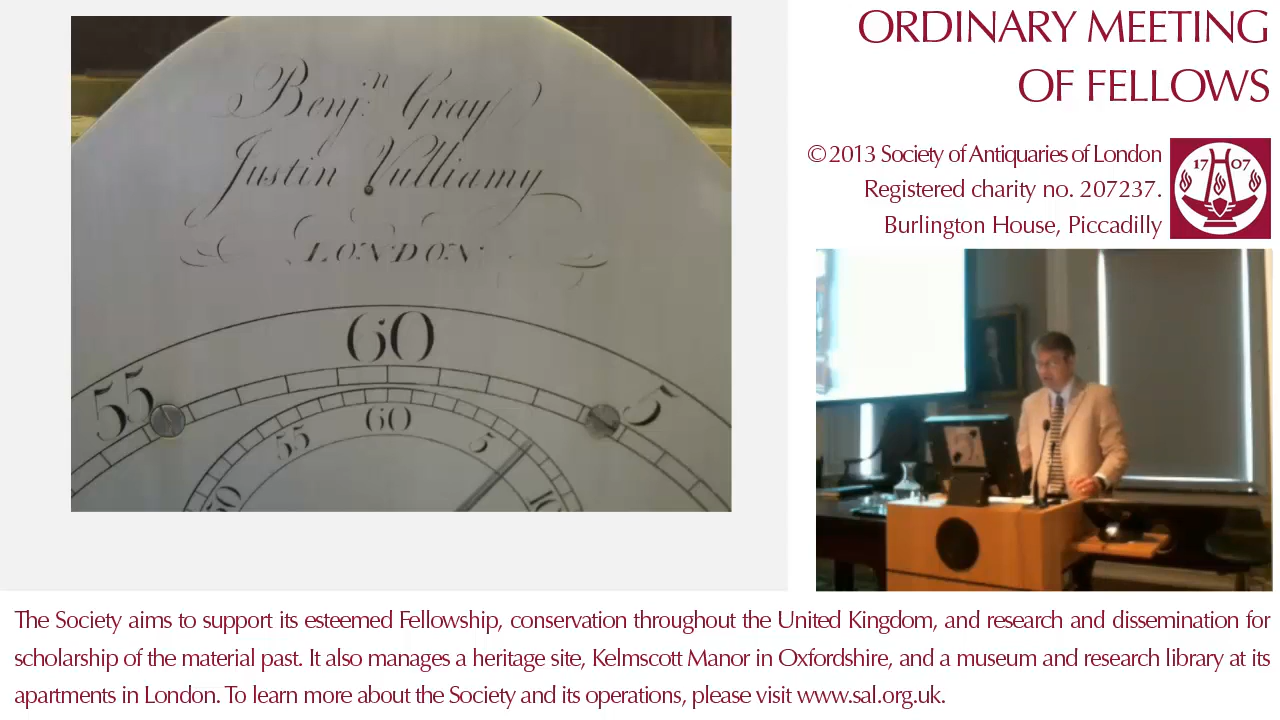 Benjⁿ Gray
Justin Vulliamy
LONDON
60
55
5
60
55
5
50
10
ORDINARY MEETING
OF FELLOWS
© 2013 Society of Antiquaries of London
Registered charity no. 207237.
Burlington House, Piccadilly
1707
The Society aims to support its esteemed Fellowship, conservation throughout the United Kingdom, and research and dissemination for
scholarship of the material past. It also manages a heritage site, Kelmscott Manor in Oxfordshire, and a museum and research library at its
apartments in London. To learn more about the Society and its operations, please visit www.sal.org.uk.